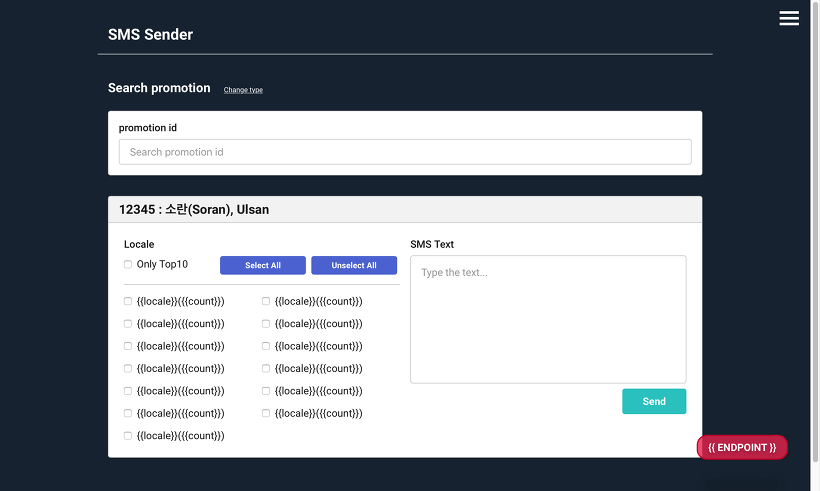 SMS Sender
Search promotion Change type
promotion id
Search promotion id
12345 : 소란(Soran), Ulsan
Locale
Only Top10 Select All Unselect All
{{locale}}({{count}}) {{locale}}({{count}})
{{locale}}({{count}}) {{locale}}({{count}})
{{locale}}({{count}}) {{locale}}({{count}})
{{locale}}({{count}}) {{locale}}({{count}})
{{locale}}({{count}}) {{locale}}({{count}})
{{locale}}({{count}}) {{locale}}({{count}})
{{locale}}({{count}})
SMS Text
Type the text...
Send
{{ ENDPOINT }}